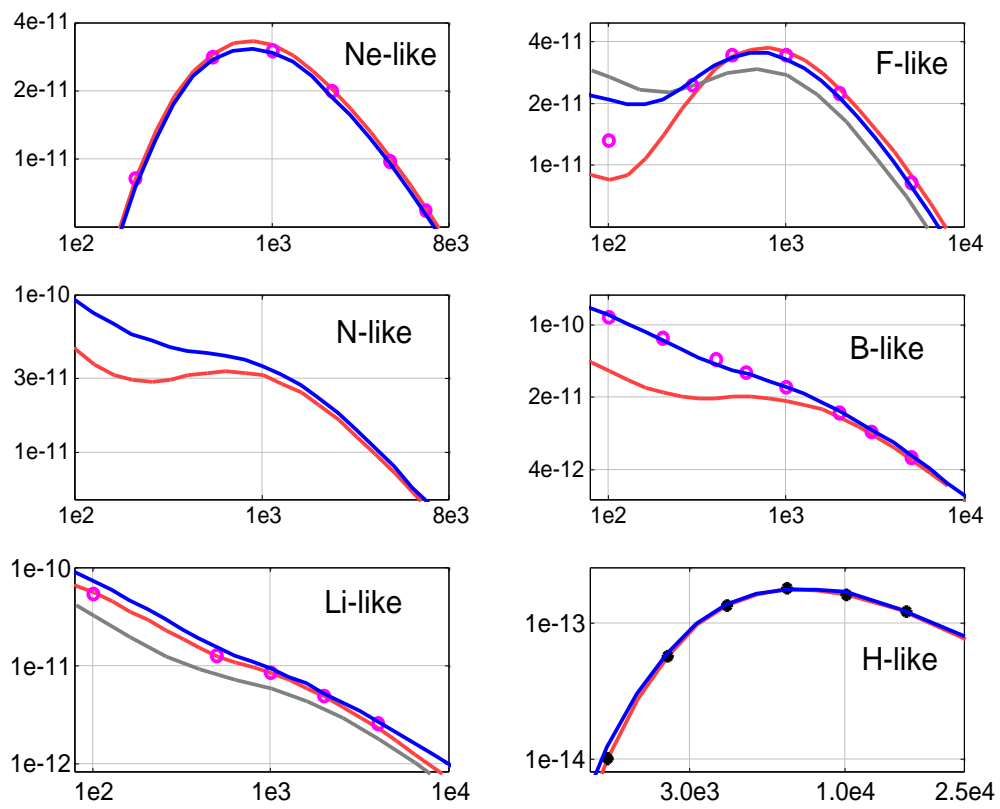 4e-11
Ne-like
2e-11
1e-11
1e2 1e3 8e3
4e-11
F-like
2e-11
1e-11
1e2 1e3 1e4
1e-10
N-like
3e-11
1e-11
1e2 1e3 8e3
1e-10
B-like
2e-11
4e-12
1e2 1e3 1e4
1e-10
Li-like
1e-11
1e-12
1e2 1e3 1e4
1e-13
H-like
1e-14
3.0e3 1.0e4 2.5e4